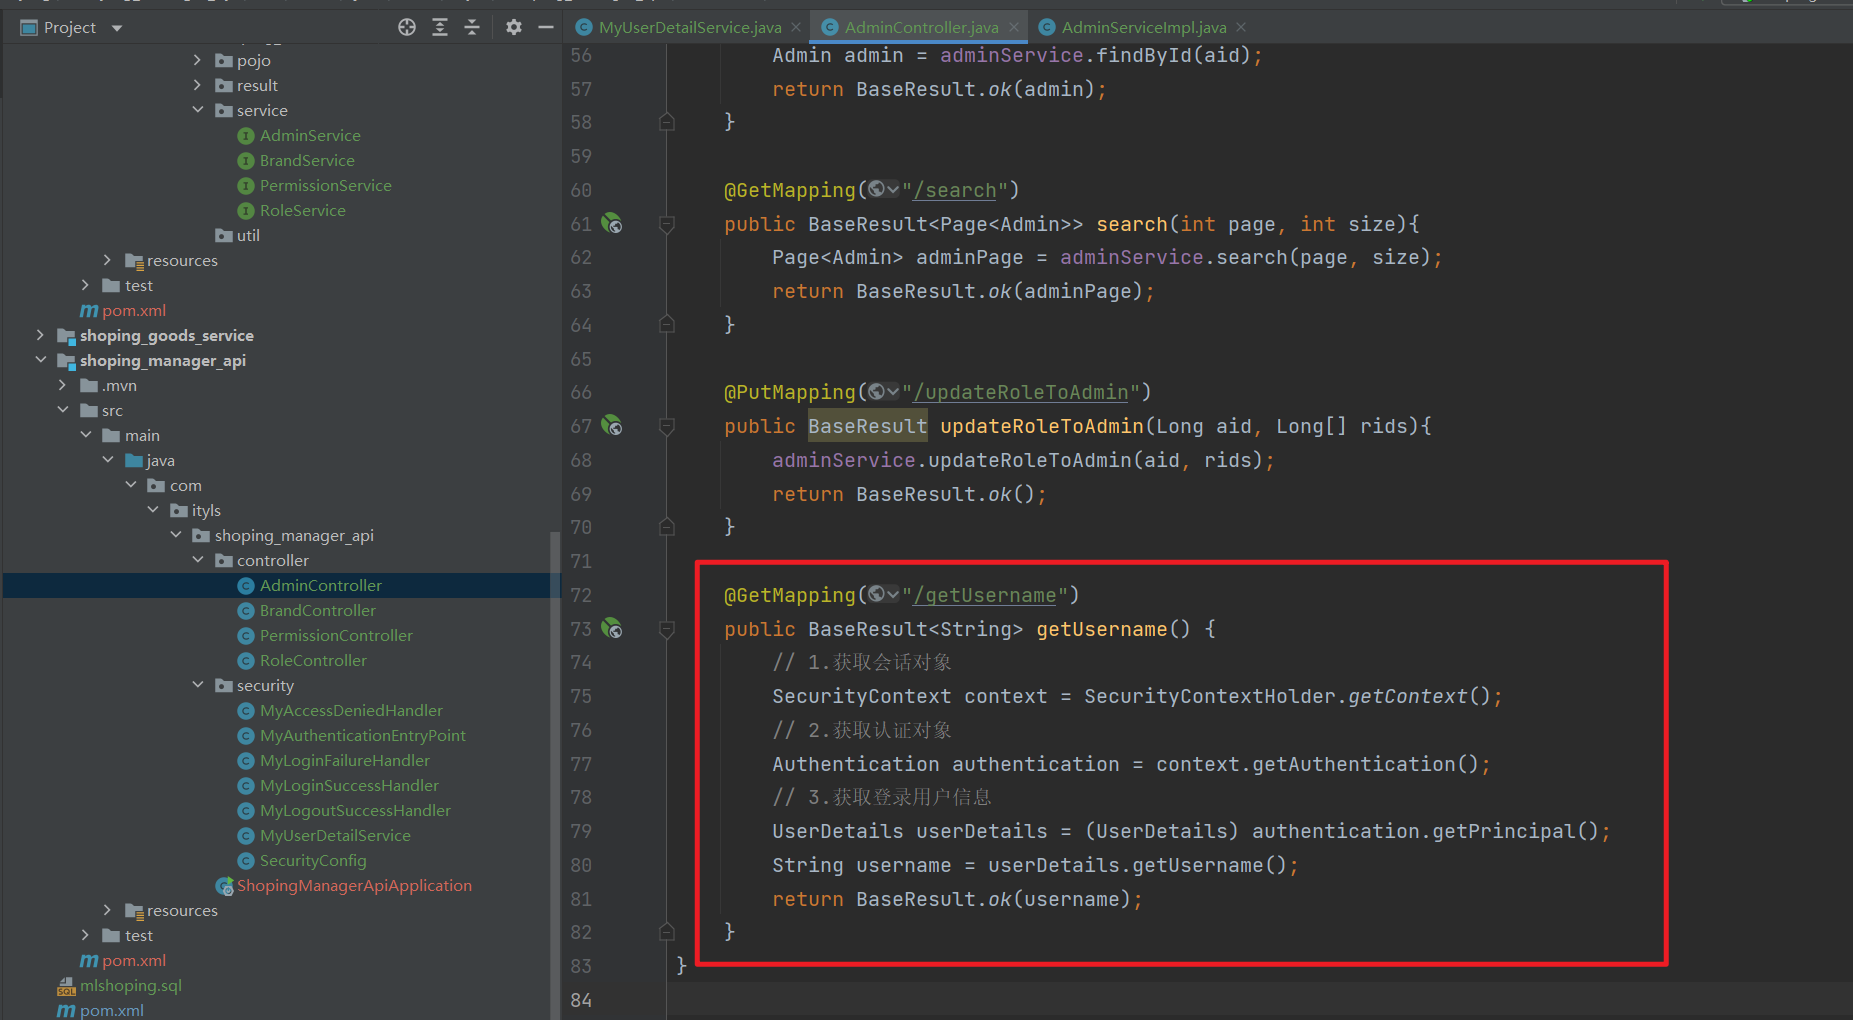 Project
MyUserDetailService.java
AdminController.java
AdminServiceImpl.java
pojo
result
service
AdminService
BrandService
PermissionService
RoleService
util
resources
test
pom.xml
shoping_goods_service
shoping_manager_api
.mvn
src
main
java
com
ityls
shoping_manager_api
controller
AdminController
BrandController
PermissionController
RoleController
security
MyAccessDeniedHandler
MyAuthenticationEntryPoint
MyLoginFailureHandler
MyLoginSuccessHandler
MyLogoutSuccessHandler
MyUserDetailService
SecurityConfig
ShopingManagerApiApplication
resources
test
pom.xml
mlshoping.sql
pom.xml
56 Admin admin = adminService.findById(aid);
57 return BaseResult.ok(admin);
58 }
59
60 @GetMapping("/search")
61 public BaseResult<Page<Admin>> search(int page, int size){
62 Page<Admin> adminPage = adminService.search(page, size);
63 return BaseResult.ok(adminPage);
64 }
65
66 @PutMapping("/updateRoleToAdmin")
67 public BaseResult updateRoleToAdmin(Long aid, Long[] rids){
68 adminService.updateRoleToAdmin(aid, rids);
69 return BaseResult.ok();
70 }
71
72 @GetMapping("/getUsername")
73 public BaseResult<String> getUsername() {
74 // 1.获取会话对象
75 SecurityContext context = SecurityContextHolder.getContext();
76 // 2.获取认证对象
77 Authentication authentication = context.getAuthentication();
78 // 3.获取登录用户信息
79 UserDetails userDetails = (UserDetails) authentication.getPrincipal();
80 String username = userDetails.getUsername();
81 return BaseResult.ok(username);
82 }
83 }
84